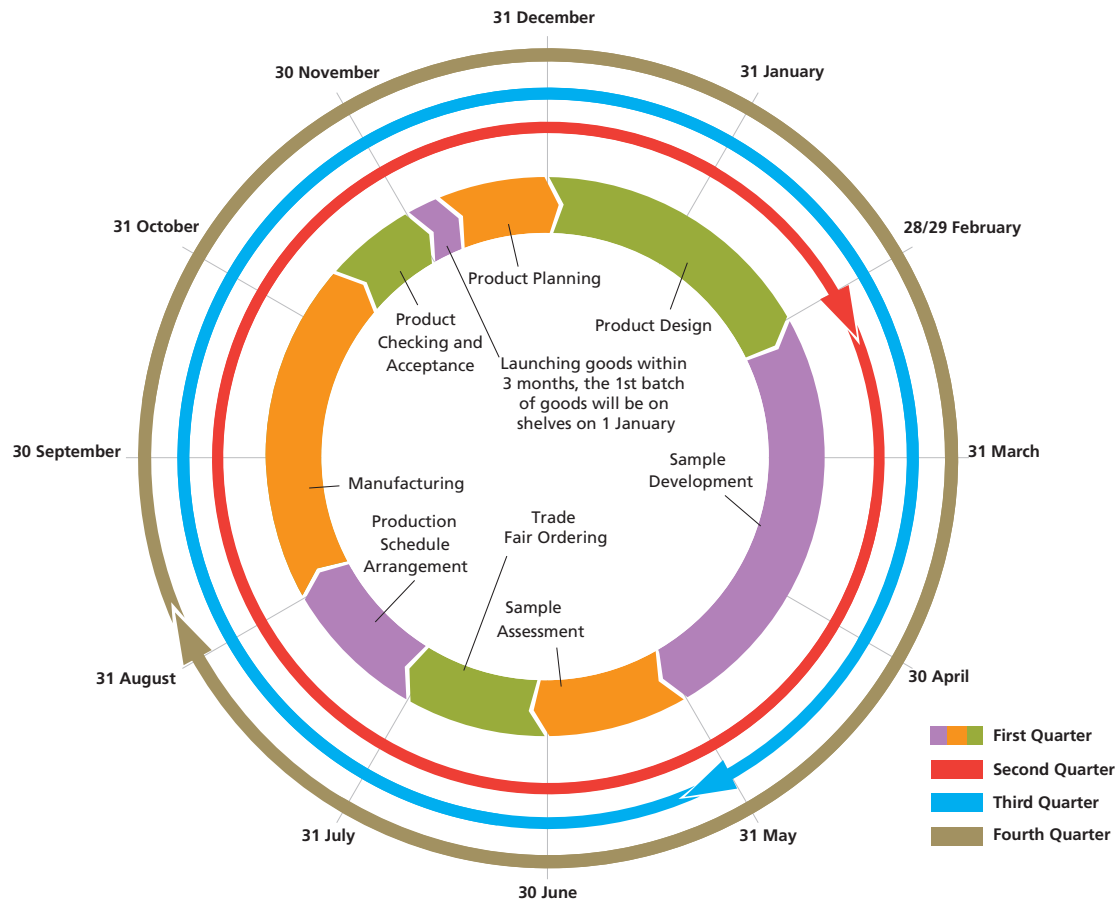 31 December
30 November
31 January
31 October
28/29 February
Product Planning
Product
Checking and
Acceptance
Product Design
Launching goods within
3 months, the 1st batch
of goods will be on
shelves on 1 January
30 September
31 March
Sample
Development
Manufacturing
Production
Schedule
Arrangement
Trade
Fair Ordering
Sample
Assessment
31 August
30 April
31 July
31 May
30 June
First Quarter
Second Quarter
Third Quarter
Fourth Quarter